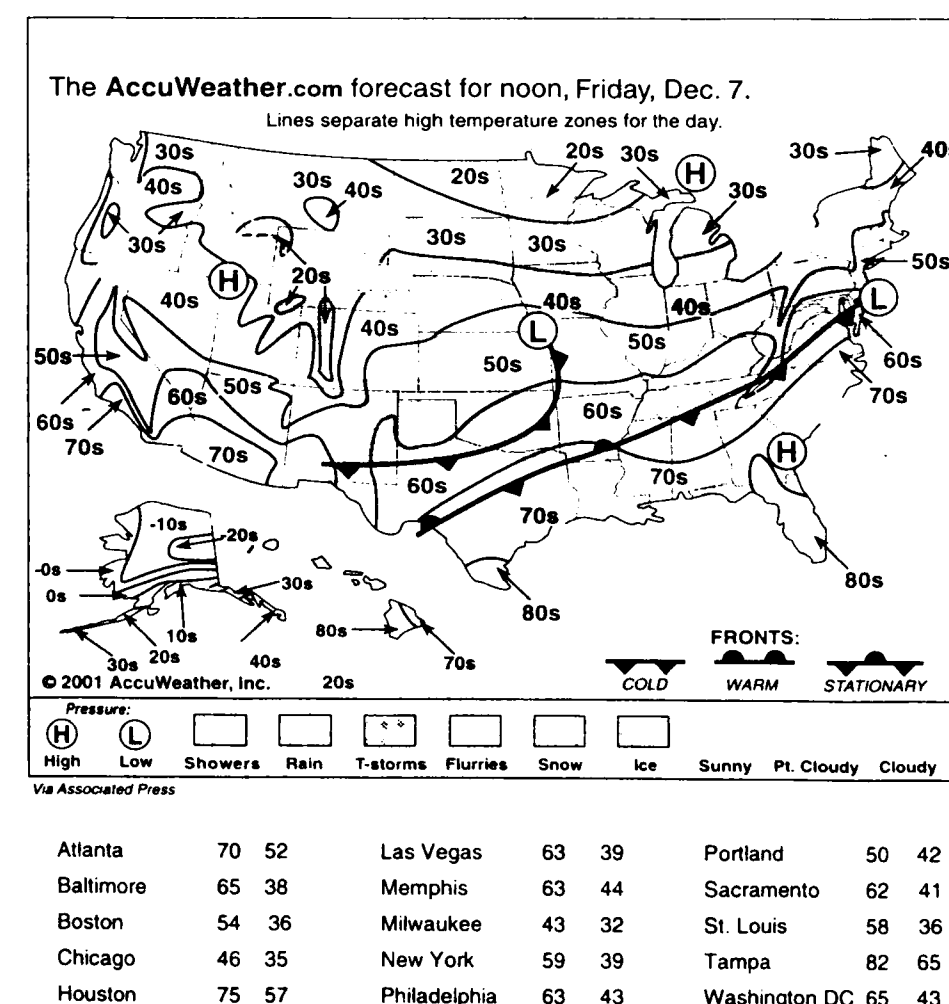 The AccuWeather.com forecast for noon, Friday, Dec. 7.
Lines separate high temperature zones for the day.
30s 20s 30s H 30s 40s
40s 30s 40s 20s 30s
30s 30s 30s
H 20s 50s
40s 40s 40s 40s L
L
50s 50s 50s 60s
60s 50s 60s 70s
60s
70s 70s H
60s 70s
70s
-10s -20s
-0s 30s 80s
0s 80s
10s 80s FRONTS:
30s 20s 40s 70s
COLD WARM STATIONARY
© 2001 AccuWeather, Inc. 20s
Pressure:
H L
High Low Showers Rain T-storms Flurries Snow Ice Sunny Pt. Cloudy Cloudy
Via Associated Press
Atlanta 70 52 Las Vegas 63 39 Portland 50 42
Baltimore 65 38 Memphis 63 44 Sacramento 62 41
Boston 54 36 Milwaukee 43 32 St. Louis 58 36
Chicago 46 35 New York 59 39 Tampa 82 65
Houston 75 57 Philadelphia 63 43 Washington DC 65 43